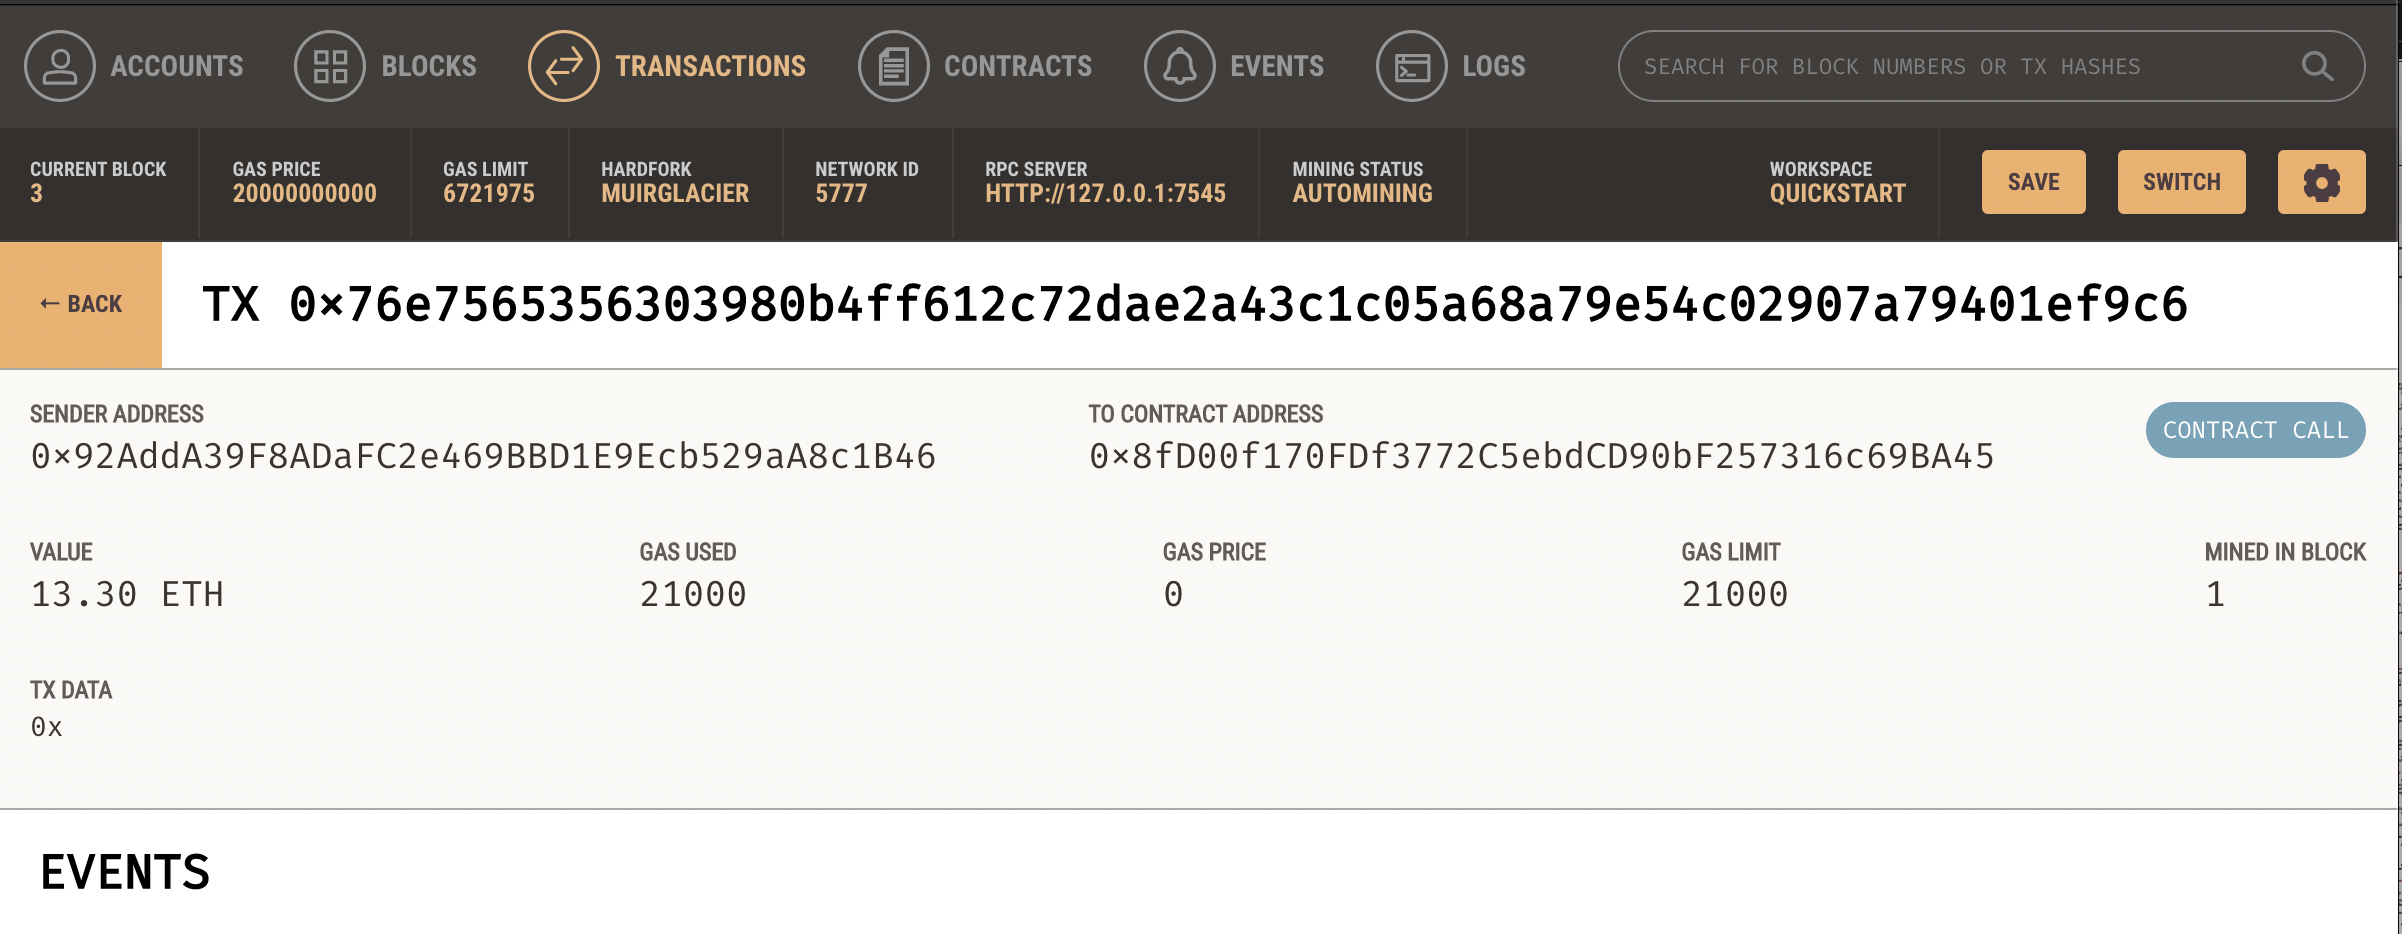 ACCOUNTS BLOCKS TRANSACTIONS CONTRACTS EVENTS LOGS SEARCH FOR BLOCK NUMBERS OR TX HASHES
CURRENT BLOCK GAS PRICE GAS LIMIT HARDFORK NETWORK ID RPC SERVER MINING STATUS WORKSPACE
3 20000000000 6721975 MUIRGLACIER 5777 HTTP://127.0.0.1:7545 AUTOMINING QUICKSTART SAVE SWITCH
← BACK TX 0×76e7565356303980b4ff612c72dae2a43c1c05a68a79e54c02907a79401ef9c6
SENDER ADDRESS TO CONTRACT ADDRESS
0×92AddA39F8ADaFC2e469BBD1E9Ecb529aA8c1B46 0×8fD00f170FDf3772C5ebdCD90bF257316c69BA45 CONTRACT CALL
VALUE GAS USED GAS PRICE GAS LIMIT MINED IN BLOCK
13.30 ETH 21000 0 21000 1
TX DATA
0x
EVENTS